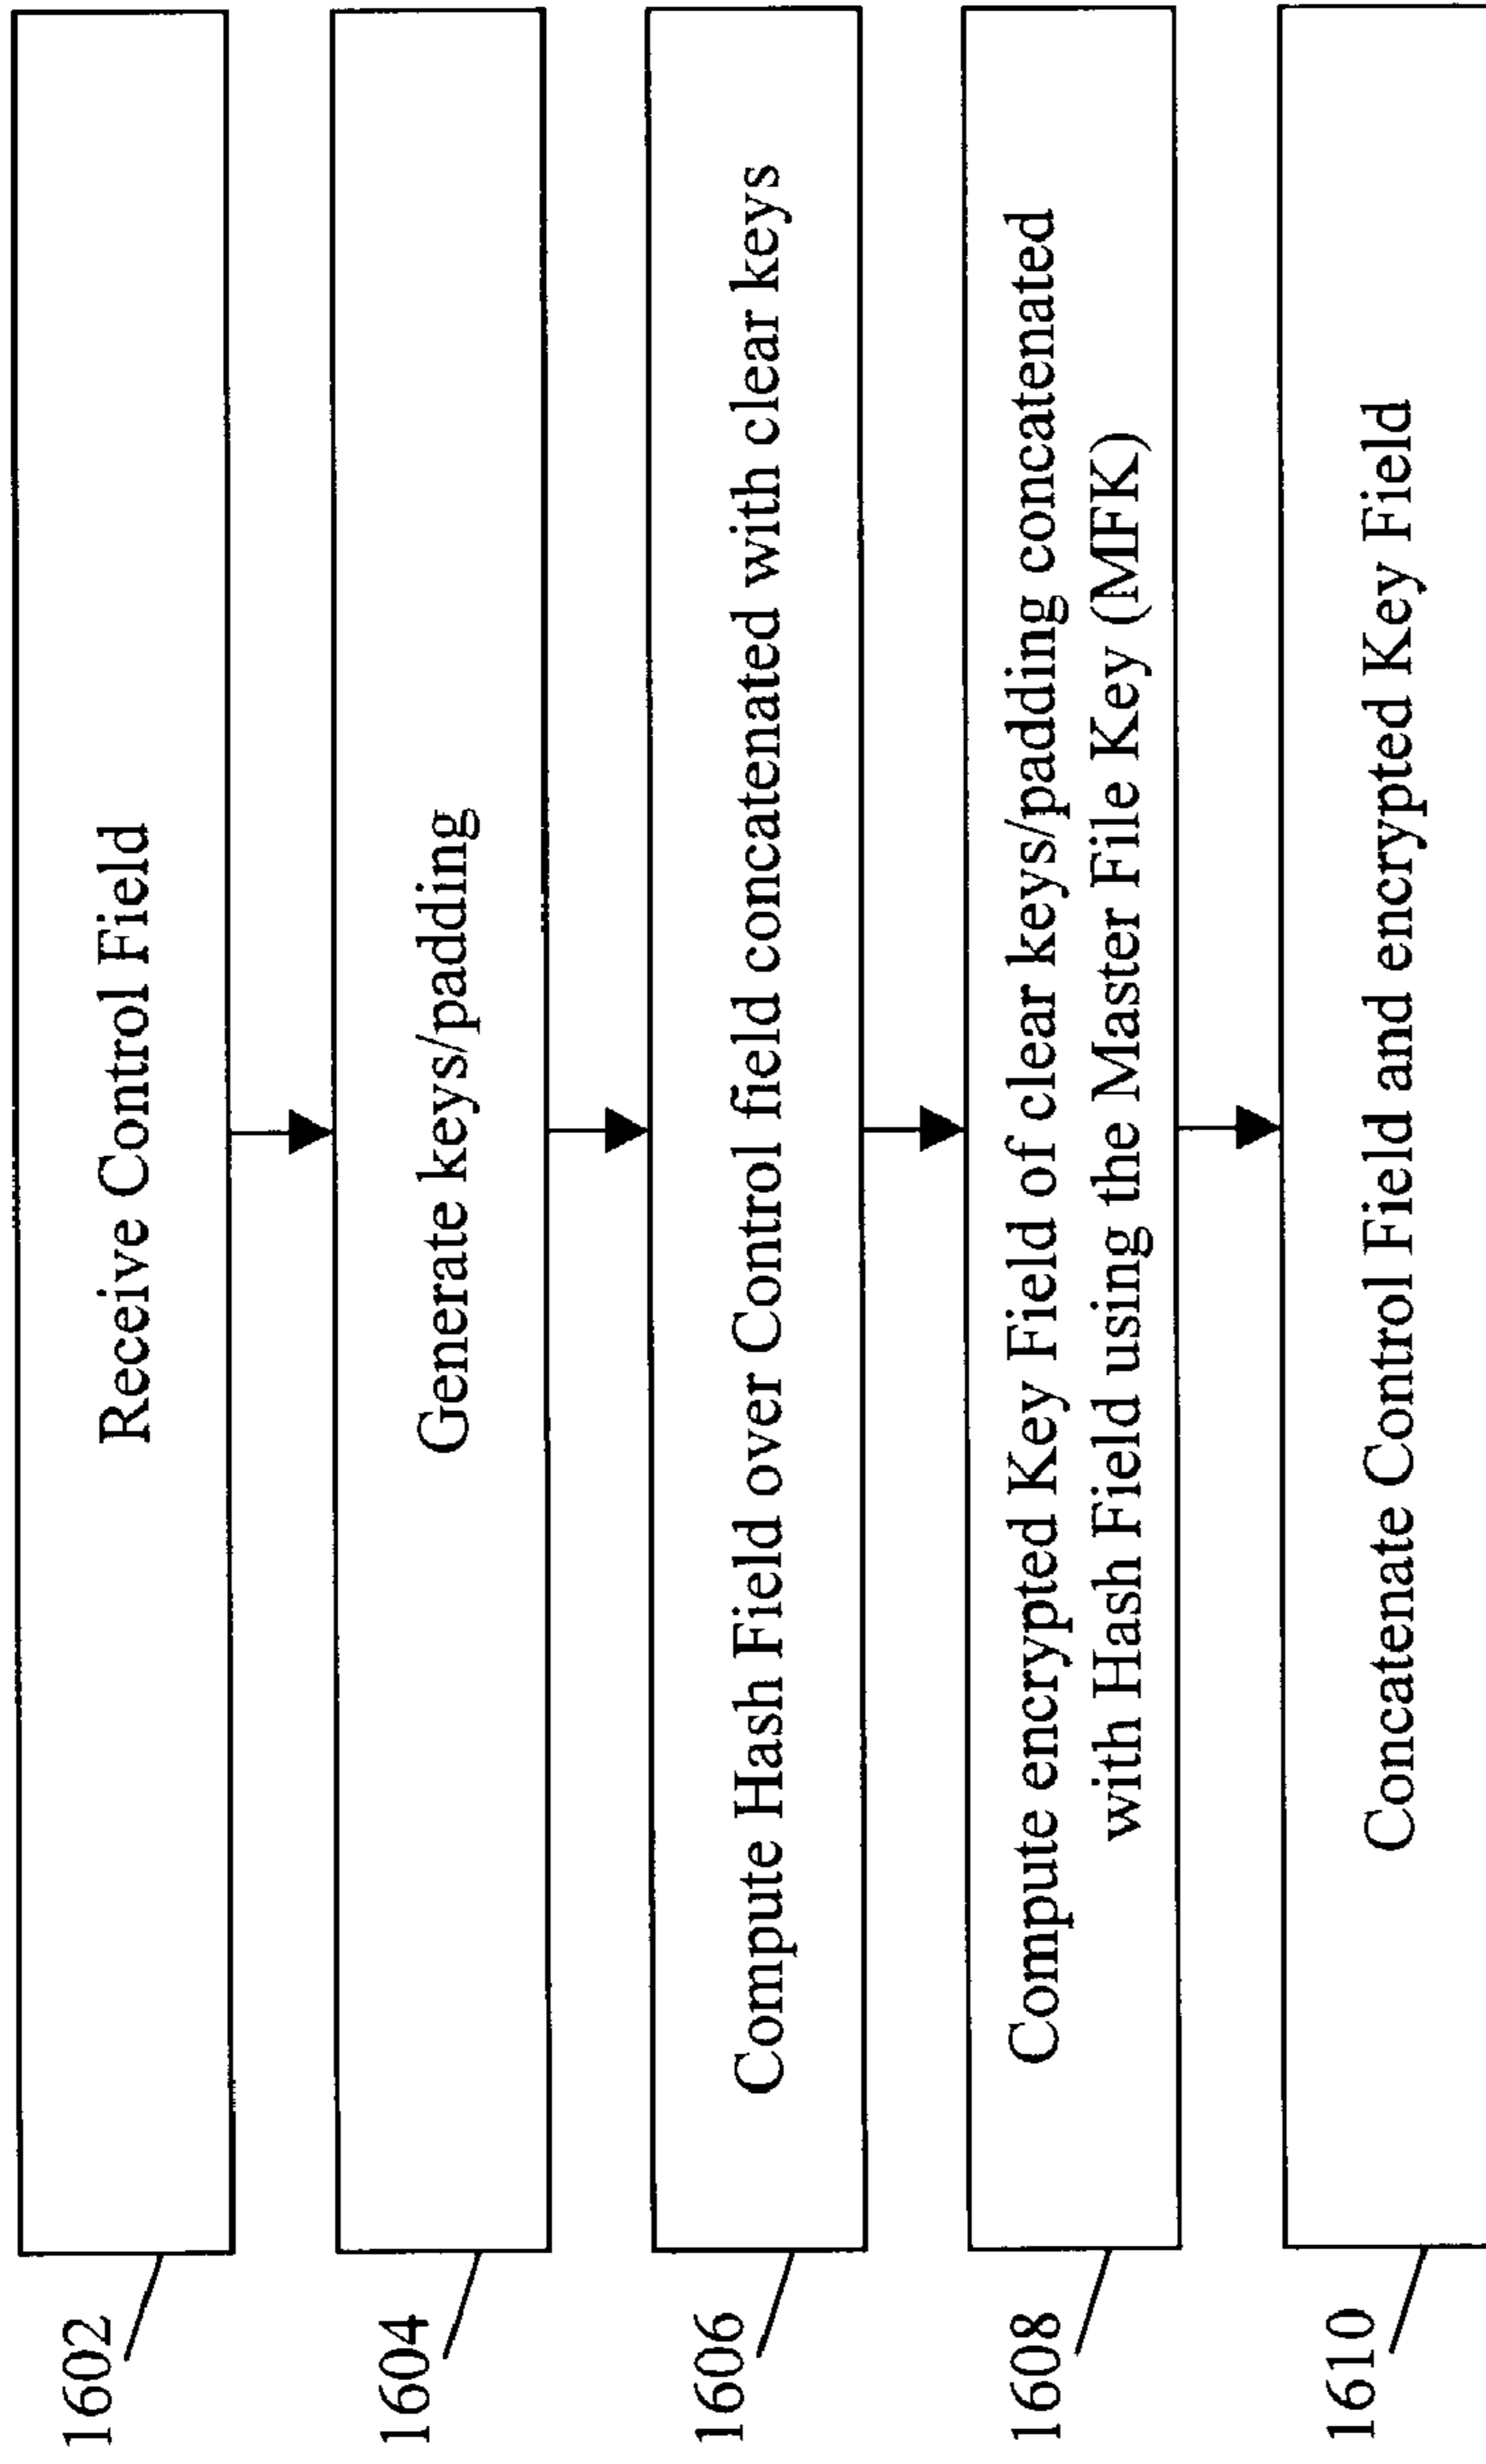 1602
Receive Control Field
1604
Generate keys/padding
1606
Compute Hash Field over Control field concatenated with clear keys
1608
Compute encrypted Key Field of clear keys/padding concatenated
with Hash Field using the Master File Key (MFK)
1610
Concatenate Control Field and encrypted Key Field